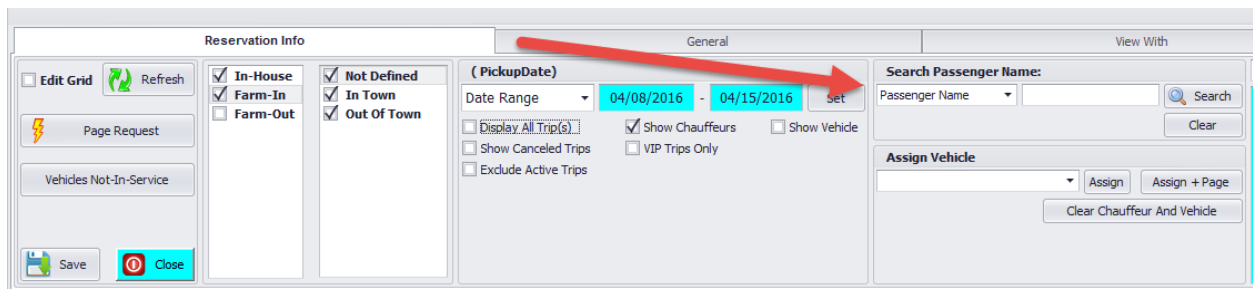 Reservation Info
General
View With
Edit Grid
Refresh
Page Request
Vehicles Not-In-Service
Save
Close
In-House
Farm-In
Farm-Out
Not Defined
In Town
Out Of Town
( PickupDate)
Date Range 04/08/2016 - 04/15/2016 Set
Display All Trip(s) Show Chauffeurs Show Vehicle
Show Canceled Trips VIP Trips Only
Exclude Active Trips
Search Passenger Name:
Passenger Name Search
Clear
Assign Vehicle
Assign Assign + Page
Clear Chauffeur And Vehicle